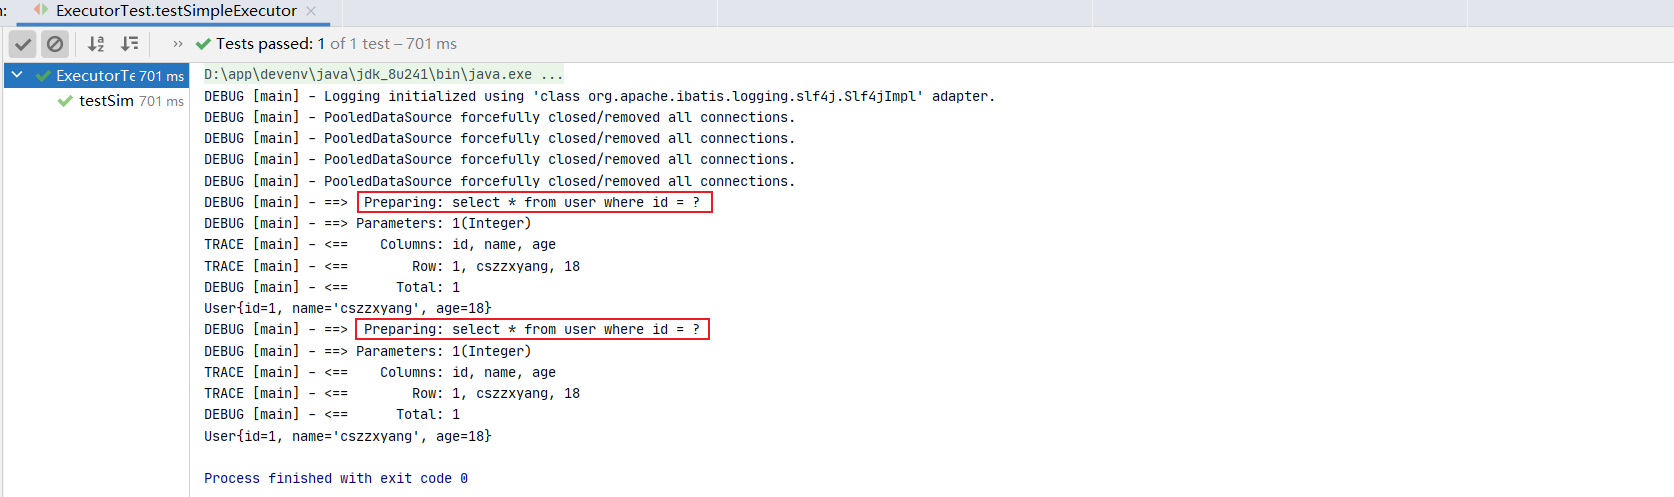 ExecutorTest.testSimpleExecutor
Tests passed: 1 of 1 test – 701 ms
ExecutorTe 701 ms
testSim 701 ms
D:\app\devenv\java\jdk_8u241\bin\java.exe ...
DEBUG [main] - Logging initialized using 'class org.apache.ibatis.logging.slf4j.Slf4jImpl' adapter.
DEBUG [main] - PooledDataSource forcefully closed/removed all connections.
DEBUG [main] - PooledDataSource forcefully closed/removed all connections.
DEBUG [main] - PooledDataSource forcefully closed/removed all connections.
DEBUG [main] - PooledDataSource forcefully closed/removed all connections.
DEBUG [main] - ==>  Preparing: select * from user where id = ?
DEBUG [main] - ==> Parameters: 1(Integer)
TRACE [main] - <==    Columns: id, name, age
TRACE [main] - <==        Row: 1, cszzxyang, 18
DEBUG [main] - <==      Total: 1
User{id=1, name='cszzxyang', age=18}
DEBUG [main] - ==>  Preparing: select * from user where id = ?
DEBUG [main] - ==> Parameters: 1(Integer)
TRACE [main] - <==    Columns: id, name, age
TRACE [main] - <==        Row: 1, cszzxyang, 18
DEBUG [main] - <==      Total: 1
User{id=1, name='cszzxyang', age=18}
Process finished with exit code 0